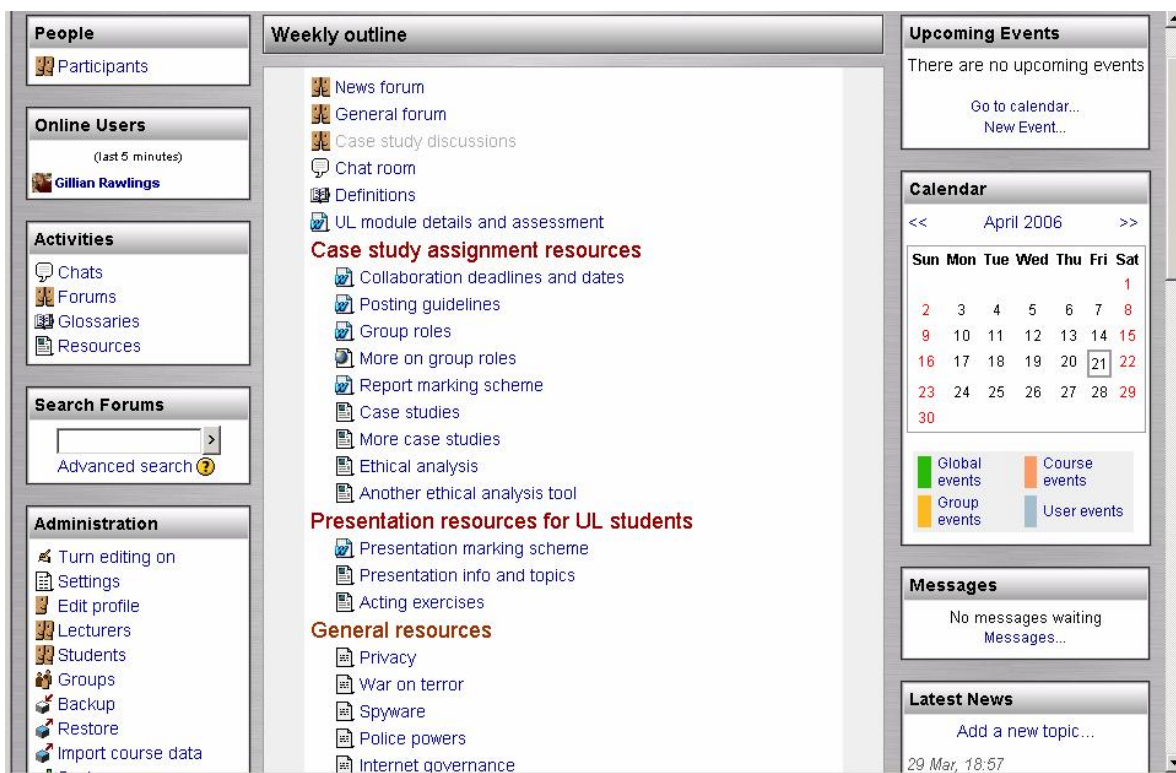 People
Participants
Online Users
(last 5 minutes)
Gillian Rawlings
Activities
Chats
Forums
Glossaries
Resources
Search Forums
>
Advanced search ?
Administration
Turn editing on
Settings
Edit profile
Lecturers
Students
Groups
Backup
Restore
Import course data
Weekly outline
News forum
General forum
Case study discussions
Chat room
Definitions
UL module details and assessment
Case study assignment resources
Collaboration deadlines and dates
Posting guidelines
Group roles
More on group roles
Report marking scheme
Case studies
More case studies
Ethical analysis
Another ethical analysis tool
Presentation resources for UL students
Presentation marking scheme
Presentation info and topics
Acting exercises
General resources
Privacy
War on terror
Spyware
Police powers
Internet governance
Upcoming Events
There are no upcoming events
Go to calendar...
New Event...
Calendar
<< April 2006 >>
Sun Mon Tue Wed Thu Fri Sat
1
2 3 4 5 6 7 8
9 10 11 12 13 14 15
16 17 18 19 20 21 22
23 24 25 26 27 28 29
30
Global events
Course events
Group events
User events
Messages
No messages waiting
Messages...
Latest News
Add a new topic...
29 Mar, 18:57